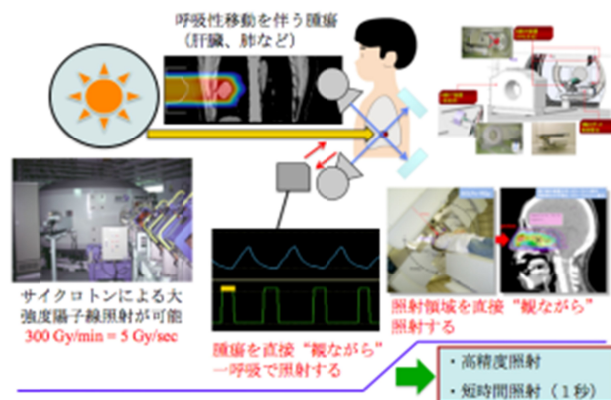 呼吸性移動を伴う腫瘍
（肝臓、肺など）
サイクロトンによる大
強度陽子線照射が可能
300 Gy/min = 5 Gy/sec
腫瘍を直接“観ながら”
一呼吸で照射する
照射領域を直接“観ながら”
照射する
・高精度照射
・短時間照射（１秒）